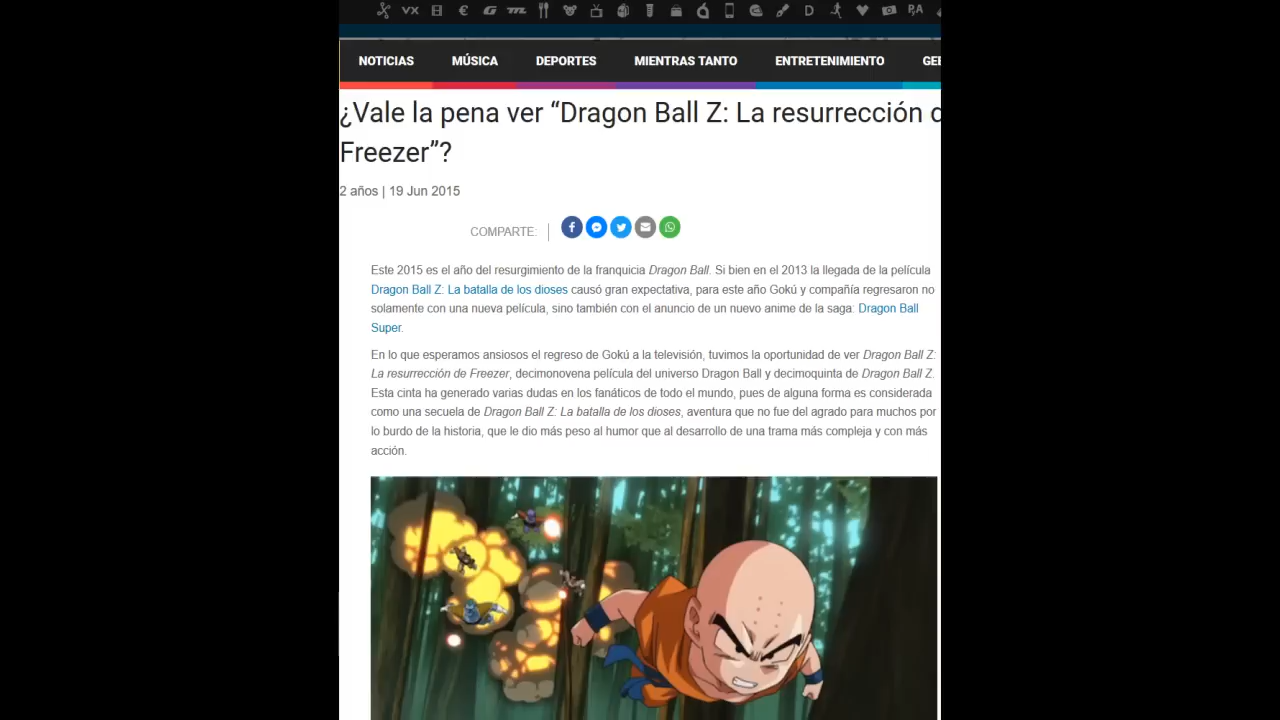 VX € G D P,A
NOTICIAS MÚSICA DEPORTES MIENTRAS TANTO ENTRETENIMIENTO
¿Vale la pena ver “Dragon Ball Z: La resurrección
Freezer”?
2 años | 19 Jun 2015
COMPARTE:
Este 2015 es el año del resurgimiento de la franquicia Dragon Ball. Si bien en el 2013 la llegada de la película
Dragon Ball Z: La batalla de los dioses causó gran expectativa, para este año Gokú y compañía regresaron no
solamente con una nueva película, sino también con el anuncio de un nuevo anime de la saga: Dragon Ball
Super.
En lo que esperamos ansiosos el regreso de Gokú a la televisión, tuvimos la oportunidad de ver Dragon Ball Z:
La resurrección de Freezer, decimonovena película del universo Dragon Ball y decimoquinta de Dragon Ball Z.
Esta cinta ha generado varias dudas en los fanáticos de todo el mundo, pues de alguna forma es considerada
como una secuela de Dragon Ball Z: La batalla de los dioses, aventura que no fue del agrado para muchos por
lo burdo de la historia, que le dio más peso al humor que al desarrollo de una trama más compleja y con más
acción.